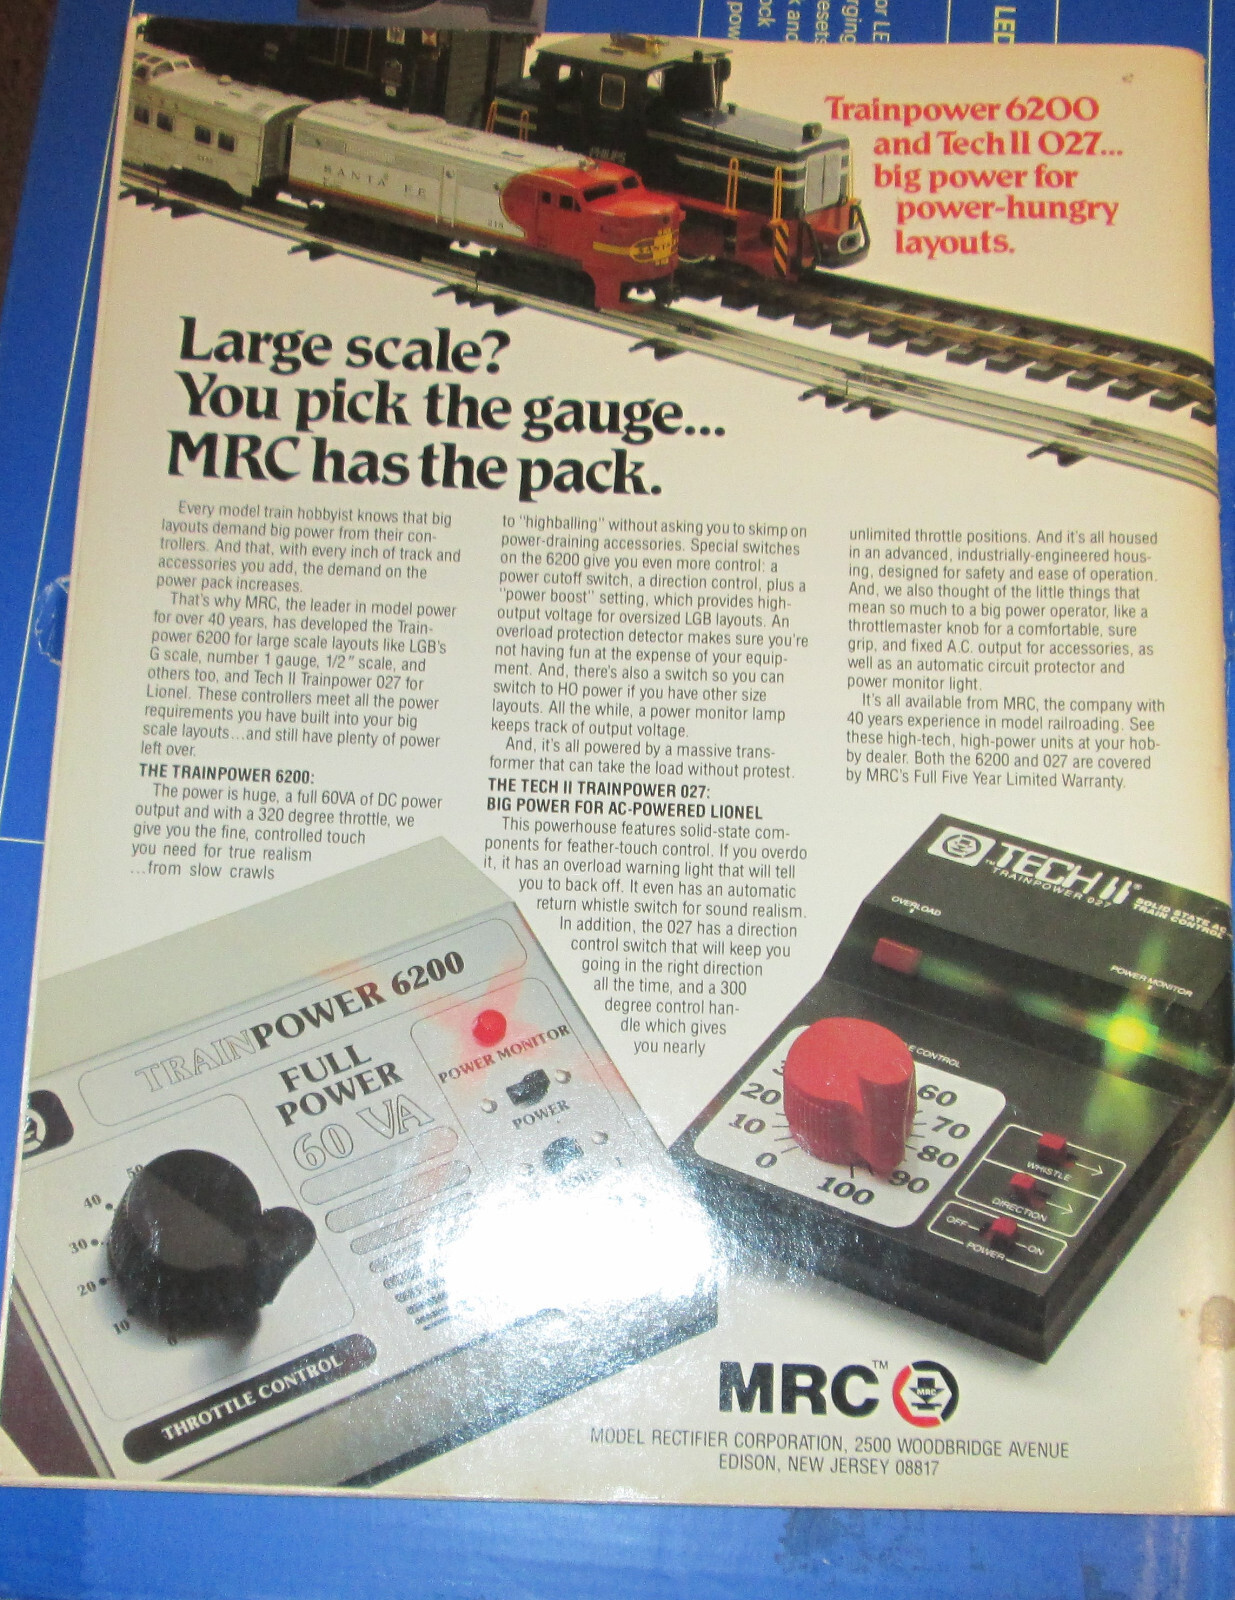 or LE
rging
esets
and
ock
pow
LED
Trainpower 6200
and Tech II 027...
big power for
power-hungry
layouts.
SANTA FE
Large scale?
You pick the gauge...
MRC has the pack.
Every model train hobbyist knows that big
layouts demand big power from their con-
trollers. And that, with every inch of track and
accessories you add, the demand on the
power pack increases.
That's why MRC, the leader in model power
for over 40 years, has developed the Train-
power 6200 for large scale layouts like LGB's
G scale, number 1 gauge, 1/2" scale, and
others too, and Tech II Trainpower 027 for
Lionel. These controllers meet all the power
requirements you have built into your big
scale layouts...and still have plenty of power
left over.
THE TRAINPOWER 6200:
The power is huge, a full 60VA of DC power
output and with a 320 degree throttle, we
give you the fine, controlled touch
you need for true realism
...from slow crawls
to "highballing" without asking you to skimp on
power-draining accessories. Special switches
on the 6200 give you even more control: a
power cutoff switch, a direction control, plus a
"power boost" setting, which provides high-
output voltage for oversized LGB layouts. An
overload protection detector makes sure you're
not having fun at the expense of your equip-
ment. And, there's also a switch so you can
switch to HO power if you have other size
layouts. All the while, a power monitor lamp
keeps track of output voltage.
And, it's all powered by a massive trans-
former that can take the load without protest.
THE TECH II TRAINPOWER 027:
BIG POWER FOR AC-POWERED LIONEL
This powerhouse features solid-state com-
ponents for feather-touch control. If you overdo
it, it has an overload warning light that will tell
you to back off. It even has an automatic
return whistle switch for sound realism.
In addition, the 027 has a direction
control switch that will keep you
going in the right direction
all the time, and a 300
degree control han-
dle which gives
you nearly
unlimited throttle positions. And it's all housed
in an advanced, industrially-engineered hous-
ing, designed for safety and ease of operation.
And, we also thought of the little things that
mean so much to a big power operator, like a
throttlemaster knob for a comfortable, sure
grip, and fixed A.C. output for accessories, as
well as an automatic circuit protector and
power monitor light.
It's all available from MRC, the company with
40 years experience in model railroading. See
these high-tech, high-power units at your hob-
by dealer. Both the 6200 and 027 are covered
by MRC's Full Five Year Limited Warranty.
TRAINPOWER 6200
FULL
POWER
60 VA
POWER MONITOR
POWER
50
40
30
20
10
0
THROTTLE CONTROL
TECH II
TRAINPOWER 027
SOLID STATE AC
TRAIN CONTROL
OVERLOAD
POWER MONITOR
LE CONTROL
20
10
0
60
70
80
90
100
WHISTLE
DIRECTION
OFF
ON
POWER
MRC™
MRC
MODEL RECTIFIER CORPORATION, 2500 WOODBRIDGE AVENUE
EDISON, NEW JERSEY 08817